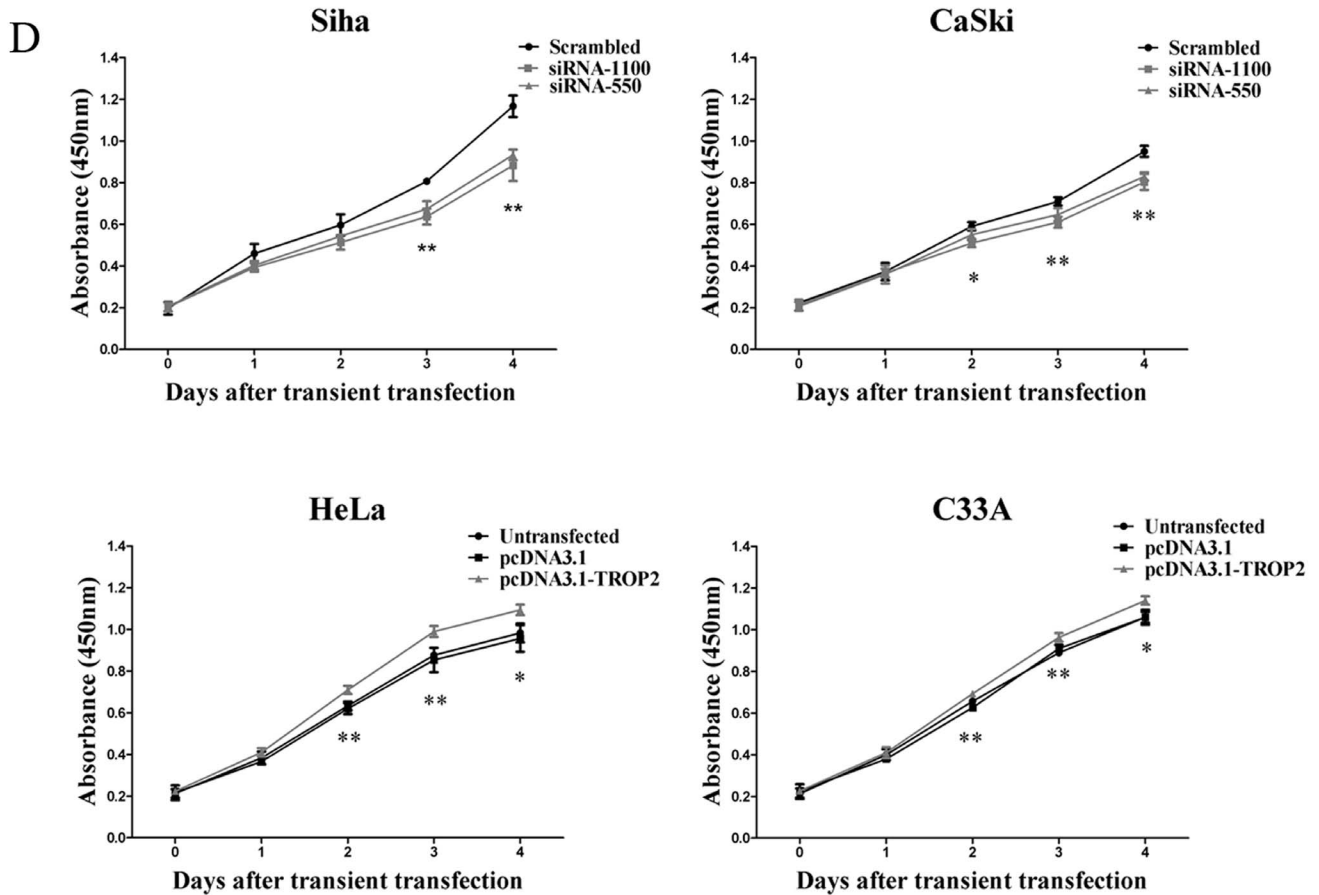 D
Siha
Scrambled
siRNA-1100
siRNA-550
Absorbance (450nm)
1.4
1.2
1.0
0.8
0.6
0.4
0.2
0.0
**
**
0 1 2 3 4
Days after transient transfection
CaSki
Scrambled
siRNA-1100
siRNA-550
Absorbance (450nm)
1.4
1.2
1.0
0.8
0.6
0.4
0.2
0.0
*
**
**
0 1 2 3 4
Days after transient transfection
HeLa
Untransfected
pcDNA3.1
pcDNA3.1-TROP2
Absorbance (450nm)
1.4
1.2
1.0
0.8
0.6
0.4
0.2
0.0
**
**
*
0 1 2 3 4
Days after transient transfection
C33A
Untransfected
pcDNA3.1
pcDNA3.1-TROP2
Absorbance (450nm)
1.4
1.2
1.0
0.8
0.6
0.4
0.2
0.0
**
**
*
0 1 2 3 4
Days after transient transfection